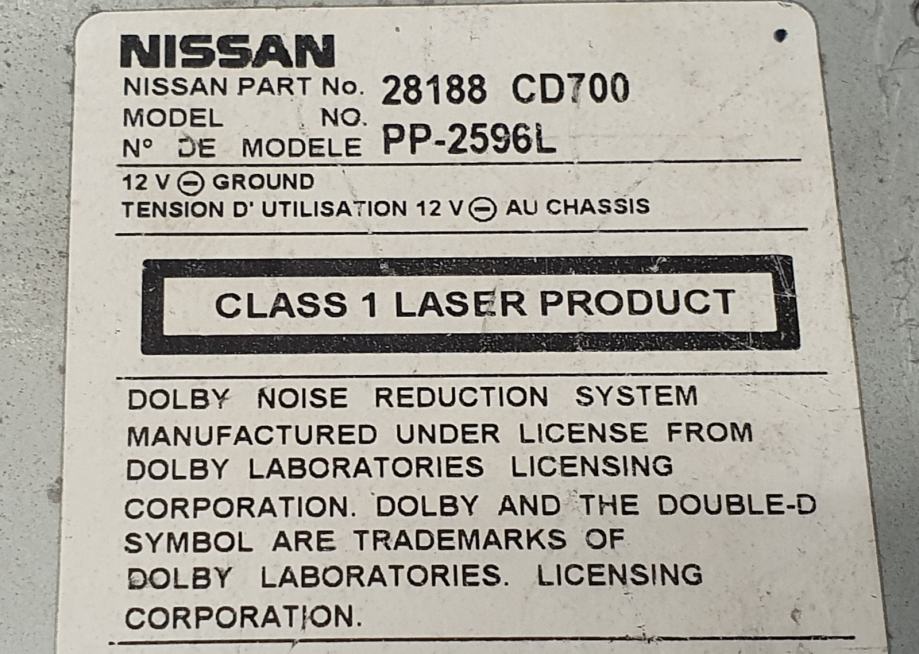 NISSAN
NISSAN PART No. 28188 CD700
MODEL NO.
Nº DE MODELE PP-2596L
12 V ⊖ GROUND
TENSION D' UTILISATION 12 V ⊖ AU CHASSIS
CLASS 1 LASER PRODUCT
DOLBY NOISE REDUCTION SYSTEM
MANUFACTURED UNDER LICENSE FROM
DOLBY LABORATORIES LICENSING
CORPORATION. DOLBY AND THE DOUBLE-D
SYMBOL ARE TRADEMARKS OF
DOLBY LABORATORIES. LICENSING
CORPORATION.